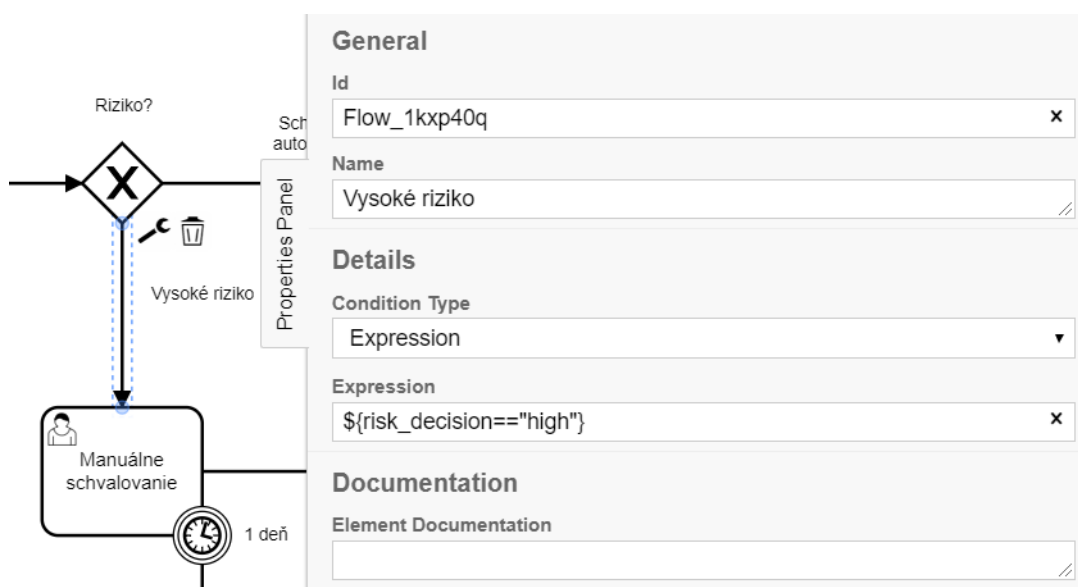 Riziko?
Sch
auto
Vysoké riziko
Manuálne
schvalovanie
1 deň
Properties Panel
General
Id
Flow_1kxp40q
Name
Vysoké riziko
Details
Condition Type
Expression
Expression
${risk_decision=="high"}
Documentation
Element Documentation